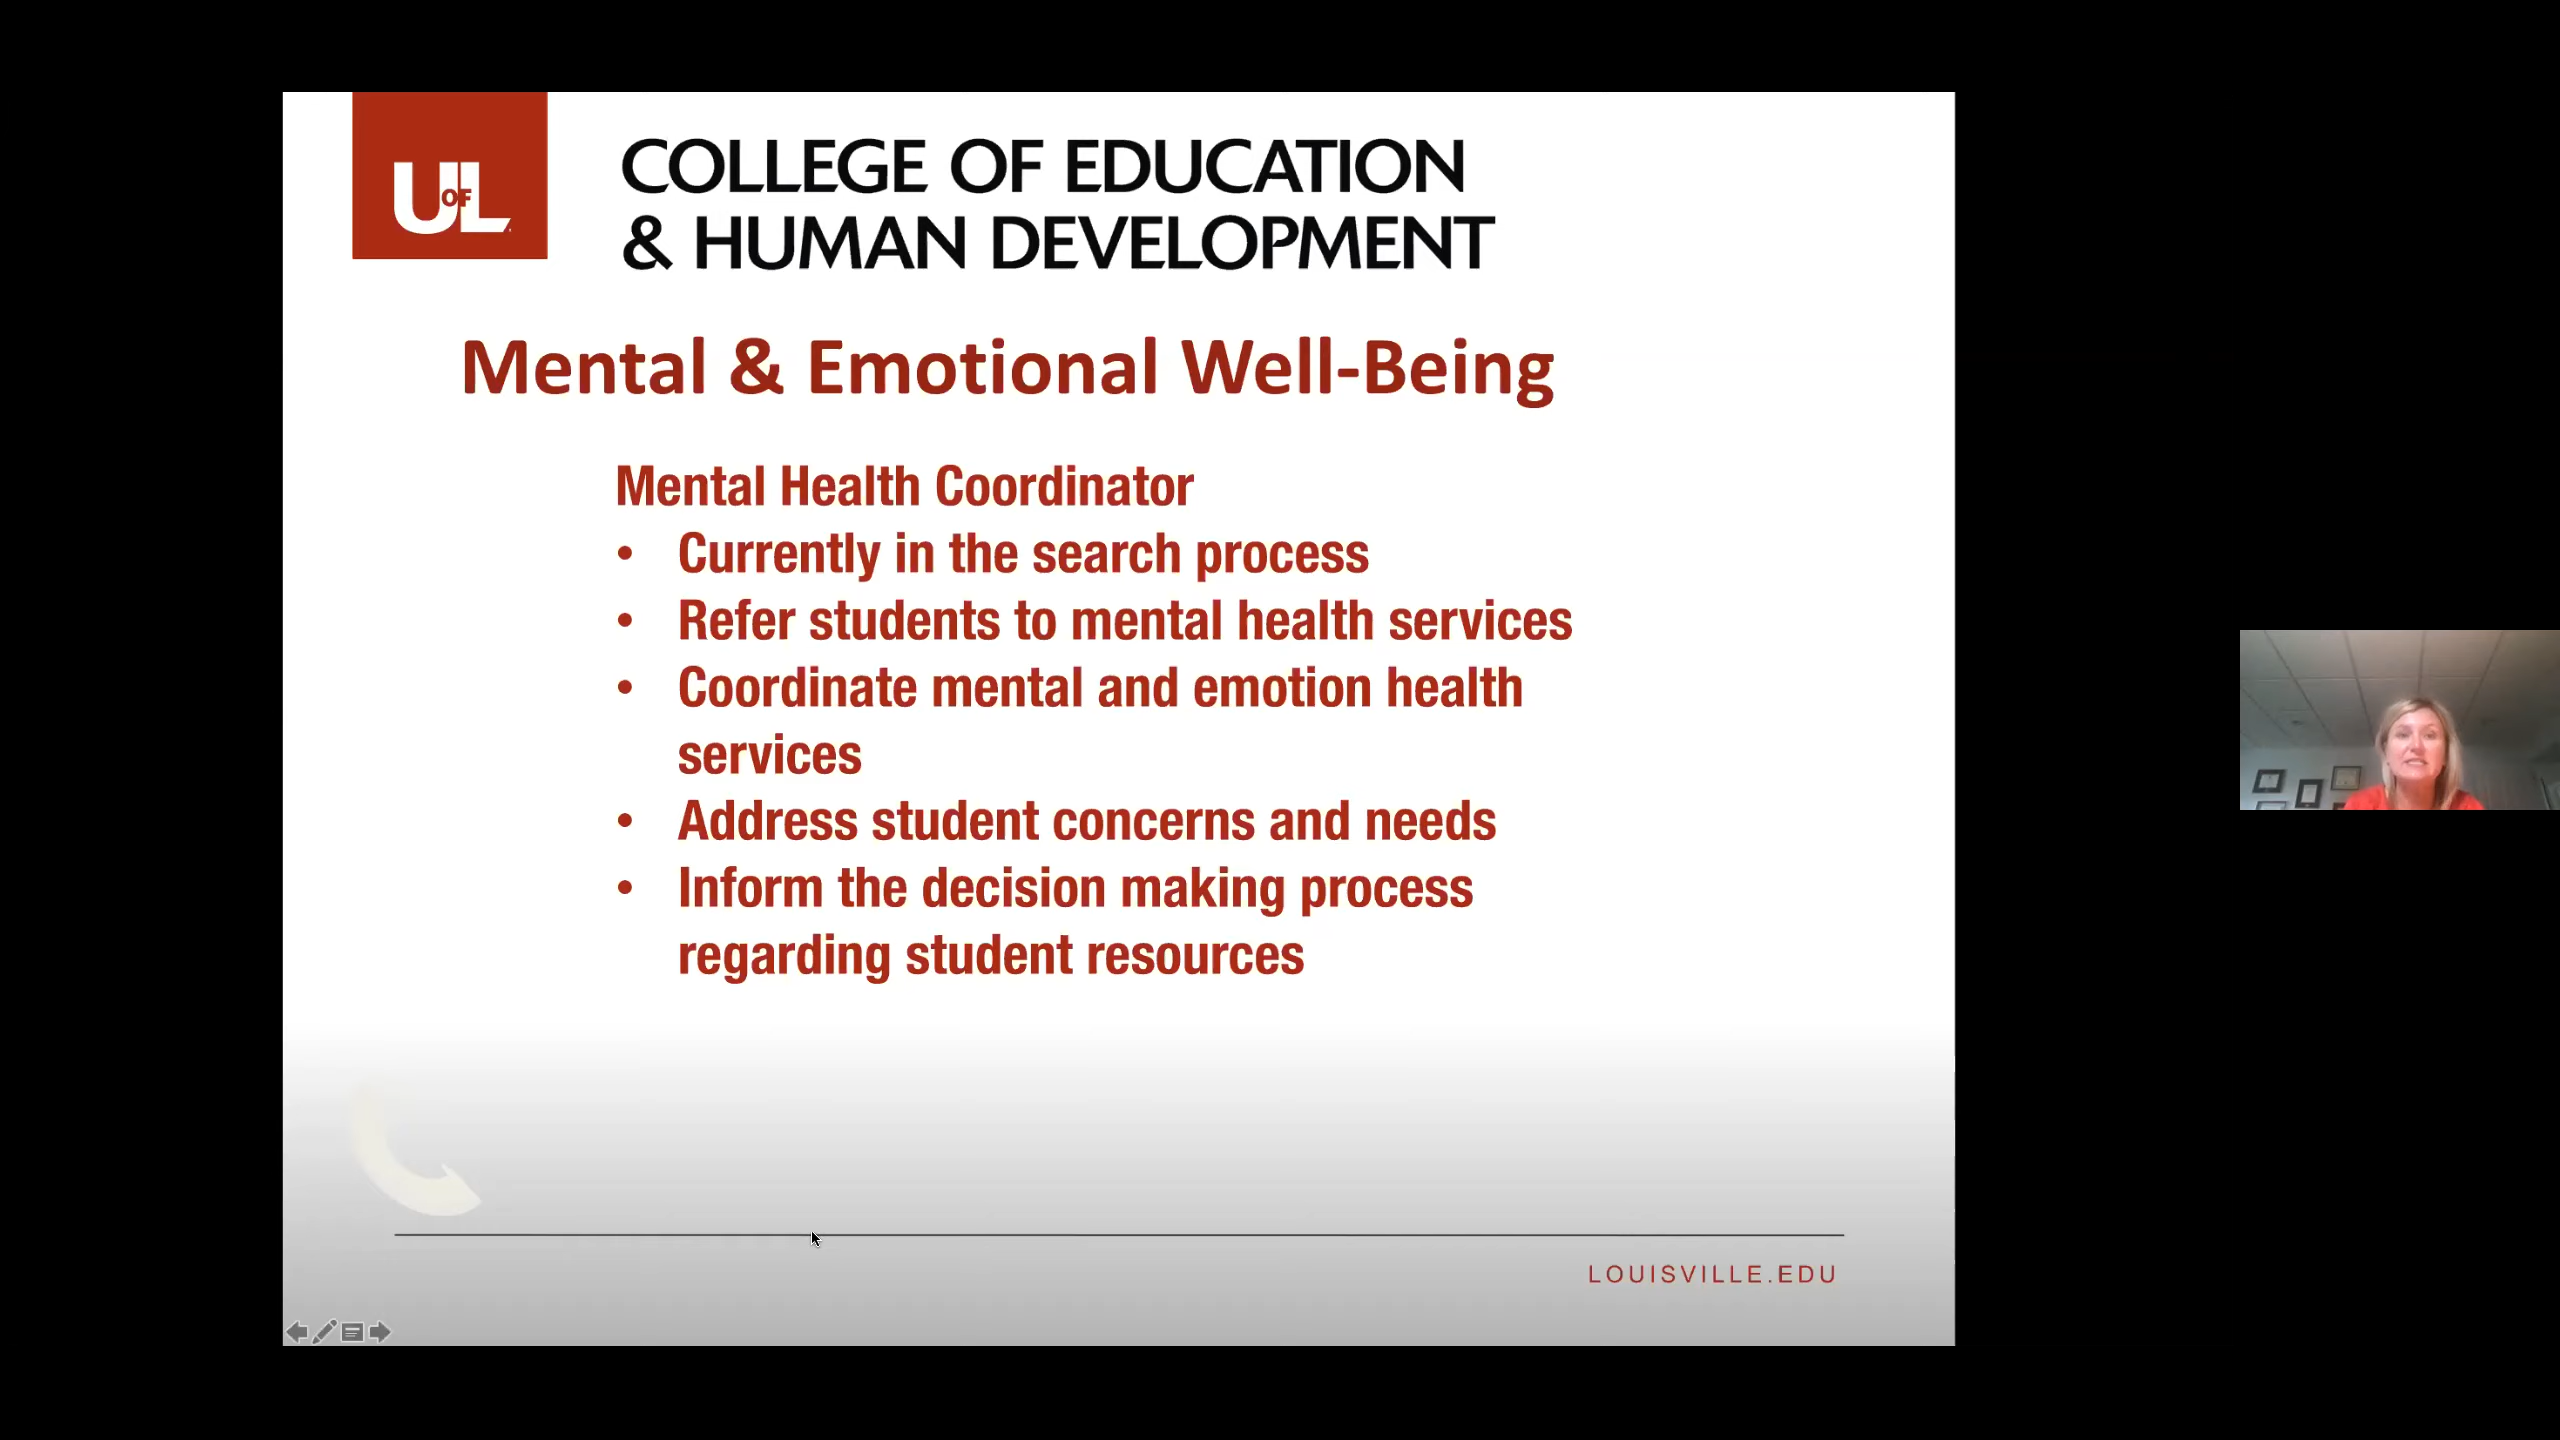 UofL
COLLEGE OF EDUCATION
& HUMAN DEVELOPMENT
Mental & Emotional Well-Being
Mental Health Coordinator
• Currently in the search process
• Refer students to mental health services
• Coordinate mental and emotion health
services
• Address student concerns and needs
• Inform the decision making process
regarding student resources
LOUISVILLE.EDU